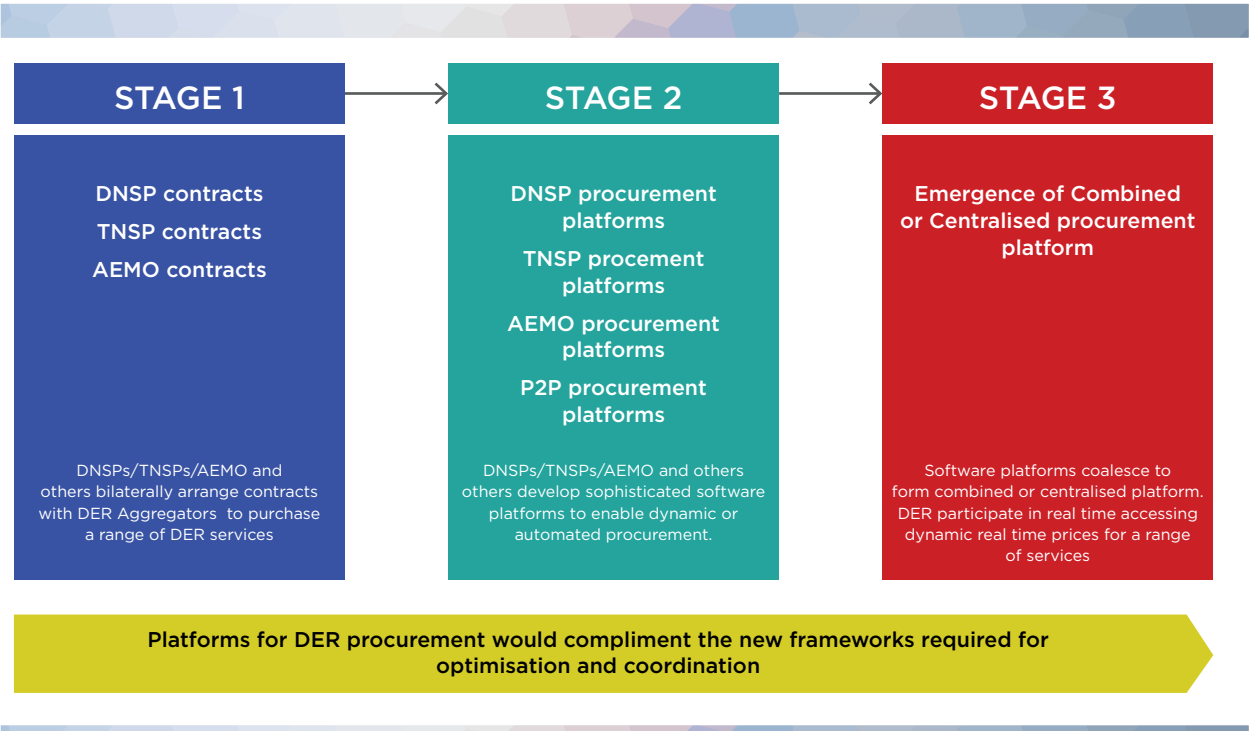 STAGE 1
DNSP contracts
TNSP contracts
AEMO contracts
DNSPs/TNSPs/AEMO and
others bilaterally arrange contracts
with DER Aggregators to purchase
a range of DER services
STAGE 2
DNSP procurement
platforms
TNSP procement
platforms
AEMO procurement
platforms
P2P procurement
platforms
DNSPs/TNSPs/AEMO and others
others develop sophisticated software
platforms to enable dynamic or
automated procurement.
STAGE 3
Emergence of Combined
or Centralised procurement
platform
Software platforms coalesce to
form combined or centralised platform.
DER participate in real time accessing
dynamic real time prices for a range
of services
Platforms for DER procurement would compliment the new frameworks required for
optimisation and coordination